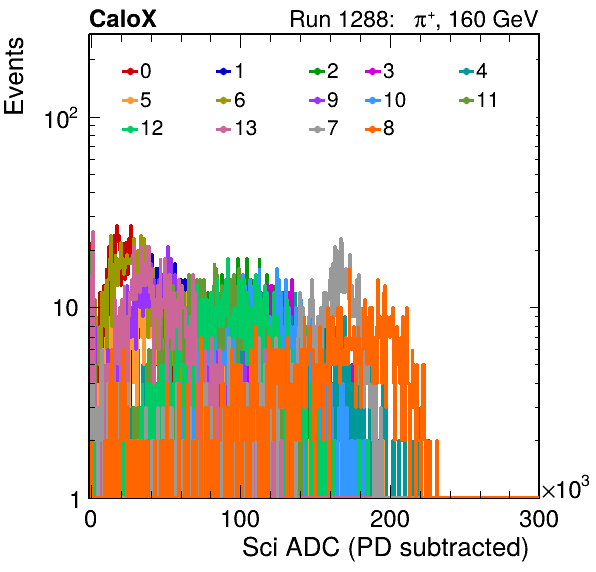 CaloX Run 1288: π⁺, 160 GeV
Events
0 1 2 3 4
5 6 9 10 11
12 13 7 8
10²
10
1
0 100 200 300
×10³
Sci ADC (PD subtracted)